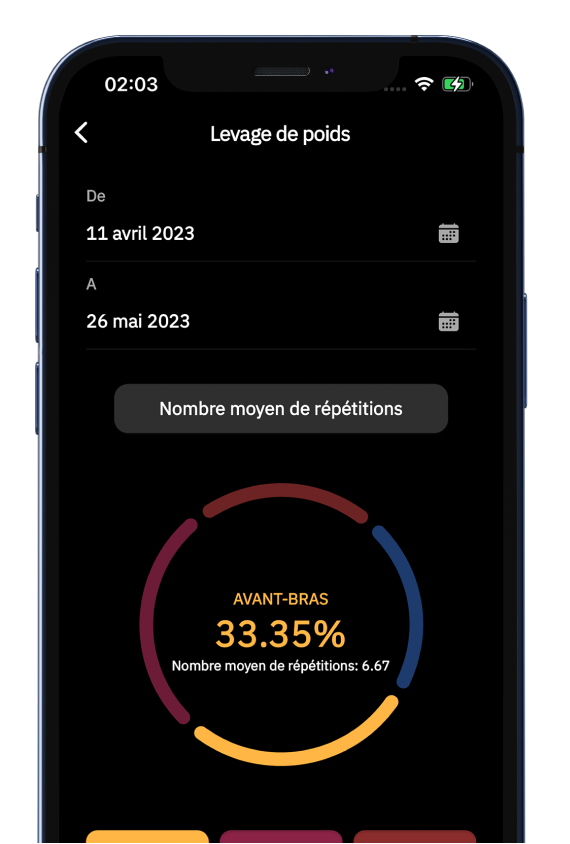 02:03
Levage de poids
De
11 avril 2023
A
26 mai 2023
Nombre moyen de répétitions
AVANT-BRAS
33.35%
Nombre moyen de répétitions: 6.67